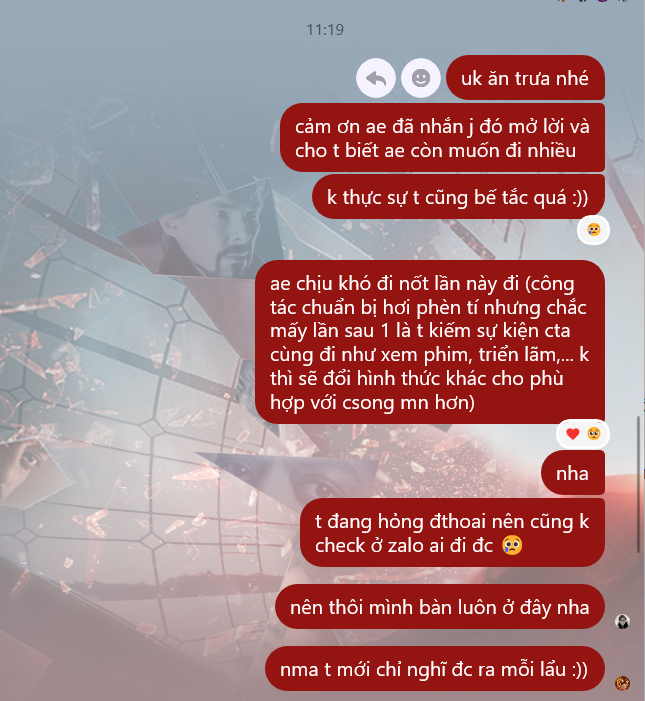 11:19
uk ăn trưa nhé
cảm ơn ae đã nhắn j đó mở lời và
cho t biết ae còn muốn đi nhiều
k thực sự t cũng bế tắc quá :))
ae chịu khó đi nốt lần này đi (công
tác chuẩn bị hơi phèn tí nhưng chắc
mấy lần sau 1 là t kiếm sự kiện cta
cùng đi như xem phim, triển lãm,... k
thì sẽ đổi hình thức khác cho phù
hợp với csong mn hơn)
nha
t đang hỏng đthoai nên cũng k
check ở zalo ai đi đc 😢
nên thôi mình bàn luôn ở đây nha
nma t mới chỉ nghĩ đc ra mỗi lẩu :))